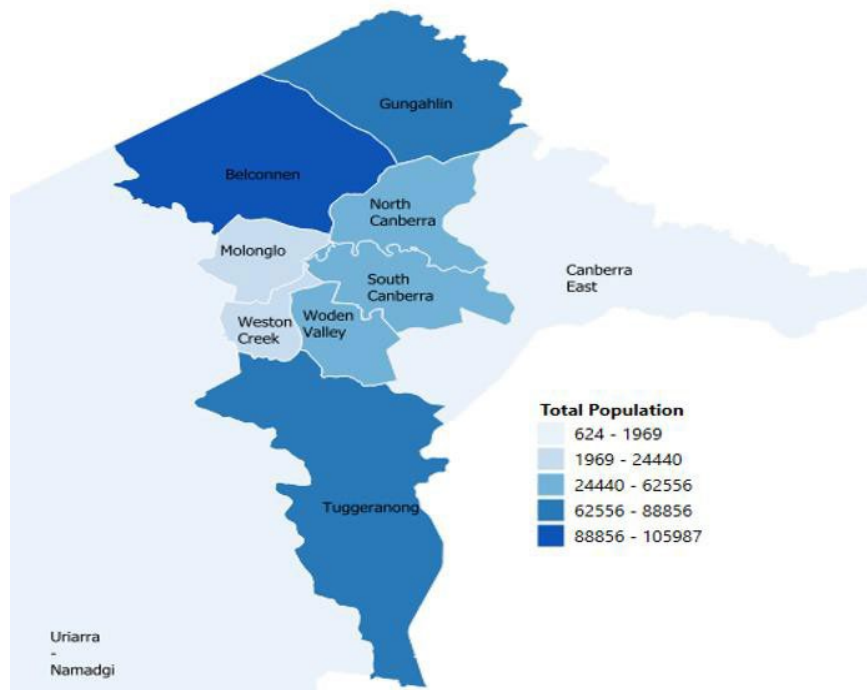 Gungahlin
Belconnen
North
Canberra
Molonglo
South
Canberra
Canberra
East
Weston
Creek
Woden
Valley
Total Population
624 - 1969
1969 - 24440
24440 - 62556
62556 - 88856
88856 - 105987
Tuggeranong
Uriarra
-
Namadgi